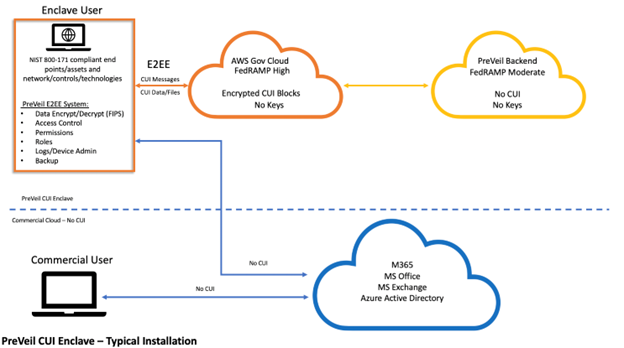 Enclave User
NIST 800-171 compliant end
points/assets and
network/controls/technologies
PreVeil E2EE System:
• Data Encrypt/Decrypt (FIPS)
• Access Control
• Permissions
• Roles
• Logs/Device Admin
• Backup
E2EE
CUI Messages
CUI Data/Files
AWS Gov Cloud
FedRAMP High
Encrypted CUI Blocks
No Keys
PreVeil Backend
FedRAMP Moderate
No CUI
No Keys
PreVeil CUI Enclave
Commercial Cloud – No CUI
Commercial User
No CUI
No CUI
M365
MS Office
MS Exchange
Azure Active Directory
PreVeil CUI Enclave – Typical Installation